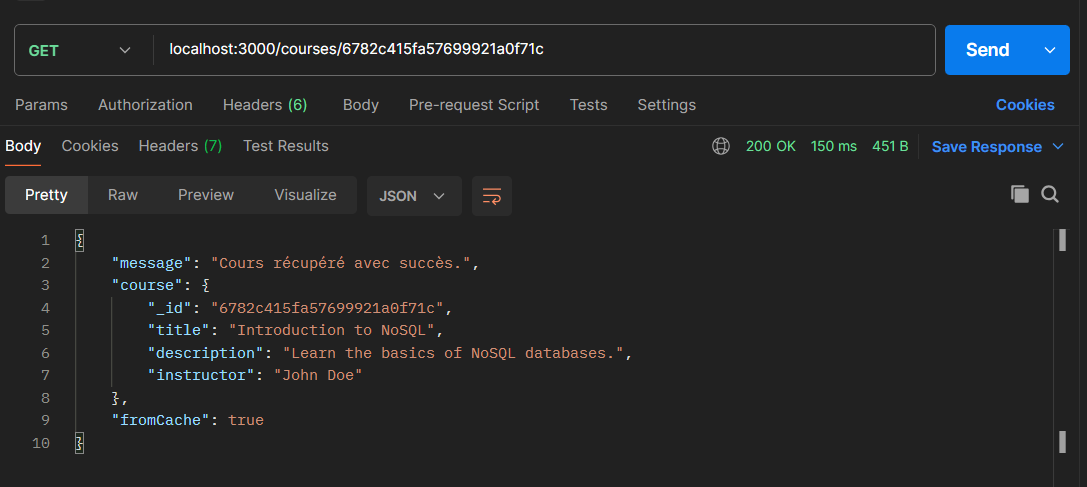 GET localhost:3000/courses/6782c415fa57699921a0f71c Send
Params Authorization Headers (6) Body Pre-request Script Tests Settings Cookies
Body Cookies Headers (7) Test Results 200 OK 150 ms 451 B Save Response
Pretty Raw Preview Visualize JSON
1 {
2 "message": "Cours récupéré avec succès.",
3 "course": {
4 "_id": "6782c415fa57699921a0f71c",
5 "title": "Introduction to NoSQL",
6 "description": "Learn the basics of NoSQL databases.",
7 "instructor": "John Doe"
8 },
9 "fromCache": true
10 }